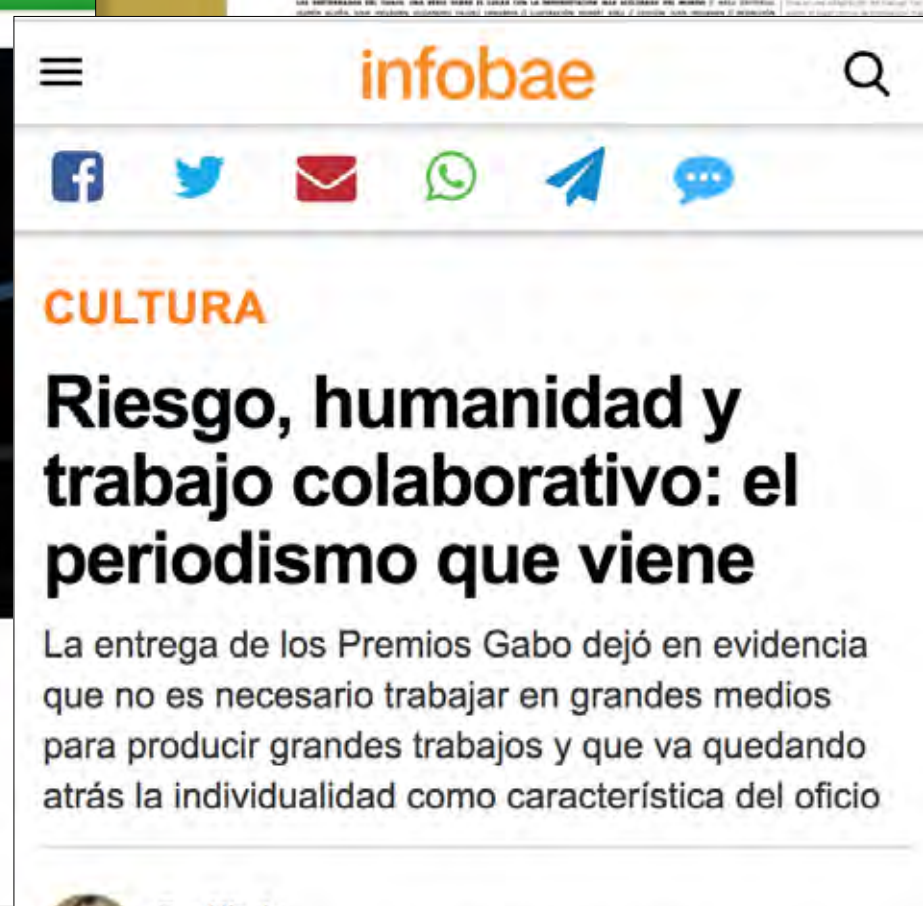 infobae
CULTURA
Riesgo, humanidad y
trabajo colaborativo: el
periodismo que viene
La entrega de los Premios Gabo dejó en evidencia
que no es necesario trabajar en grandes medios
para producir grandes trabajos y que va quedando
atrás la individualidad como característica del oficio